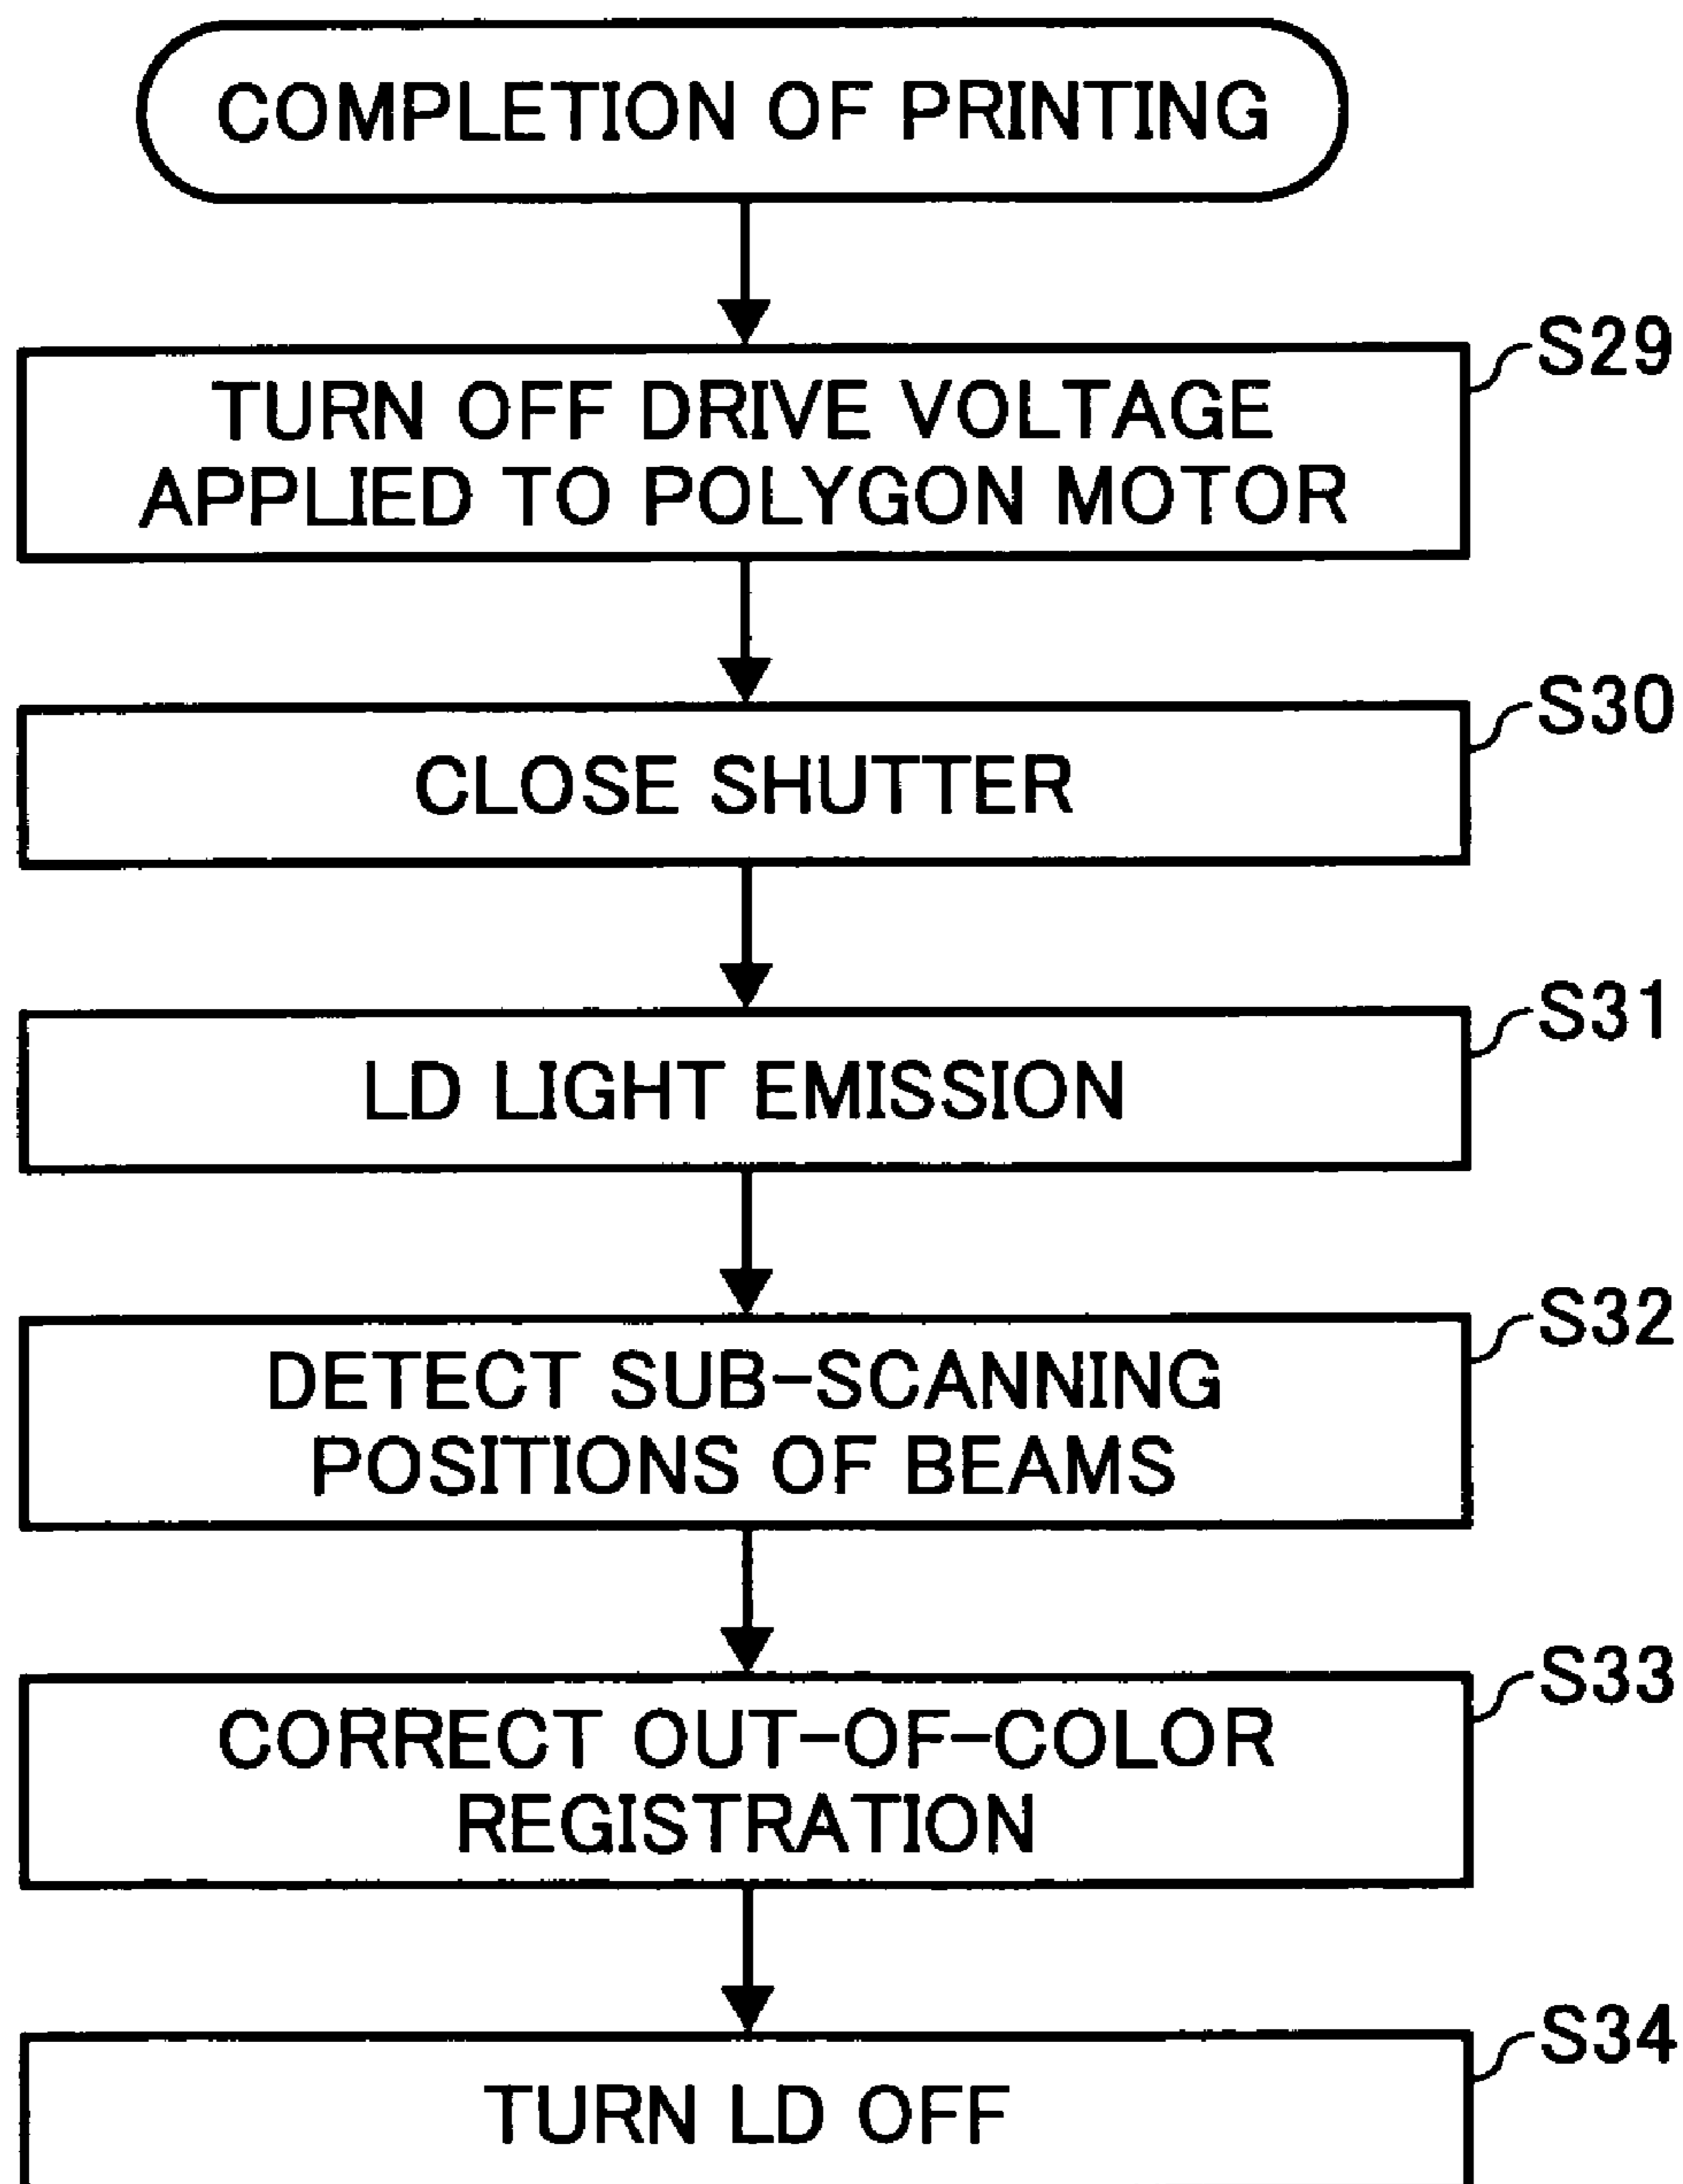 COMPLETION OF PRINTING
S29
TURN OFF DRIVE VOLTAGE
APPLIED TO POLYGON MOTOR
S30
CLOSE SHUTTER
S31
LD LIGHT EMISSION
S32
DETECT SUB-SCANNING
POSITIONS OF BEAMS
S33
CORRECT OUT-OF-COLOR
REGISTRATION
S34
TURN LD OFF